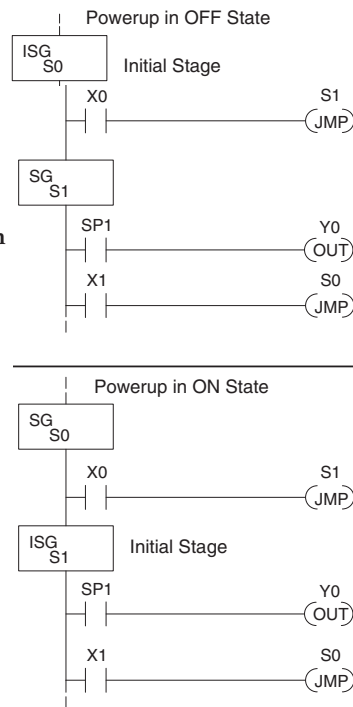 Powerup in OFF State
ISG
S0
Initial Stage
X0
S1
JMP
SG
S1
SP1
Y0
OUT
X1
S0
JMP
Powerup in ON State
SG
S0
X0
S1
JMP
ISG
S1
Initial Stage
SP1
Y0
OUT
X1
S0
JMP